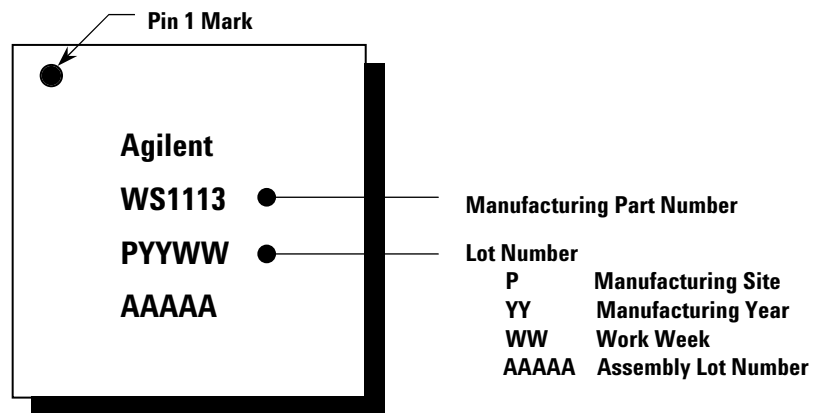 Pin 1 Mark
Agilent
WS1113
PYYWW
AAAAA
Manufacturing Part Number
Lot Number
P Manufacturing Site
YY Manufacturing Year
WW Work Week
AAAAA Assembly Lot Number